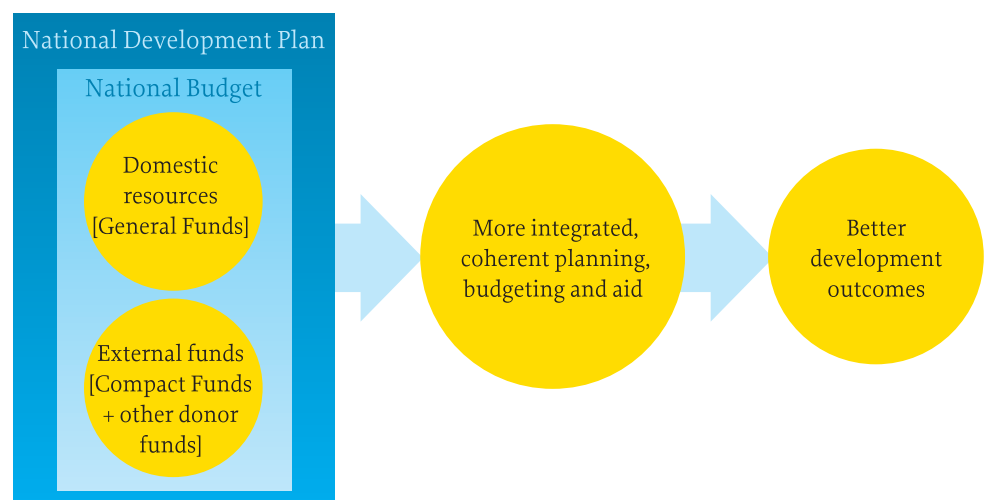 National Development Plan
National Budget
Domestic
resources
[General Funds]
External funds
[Compact Funds
+ other donor
funds]
More integrated,
coherent planning,
budgeting and aid
Better
development
outcomes